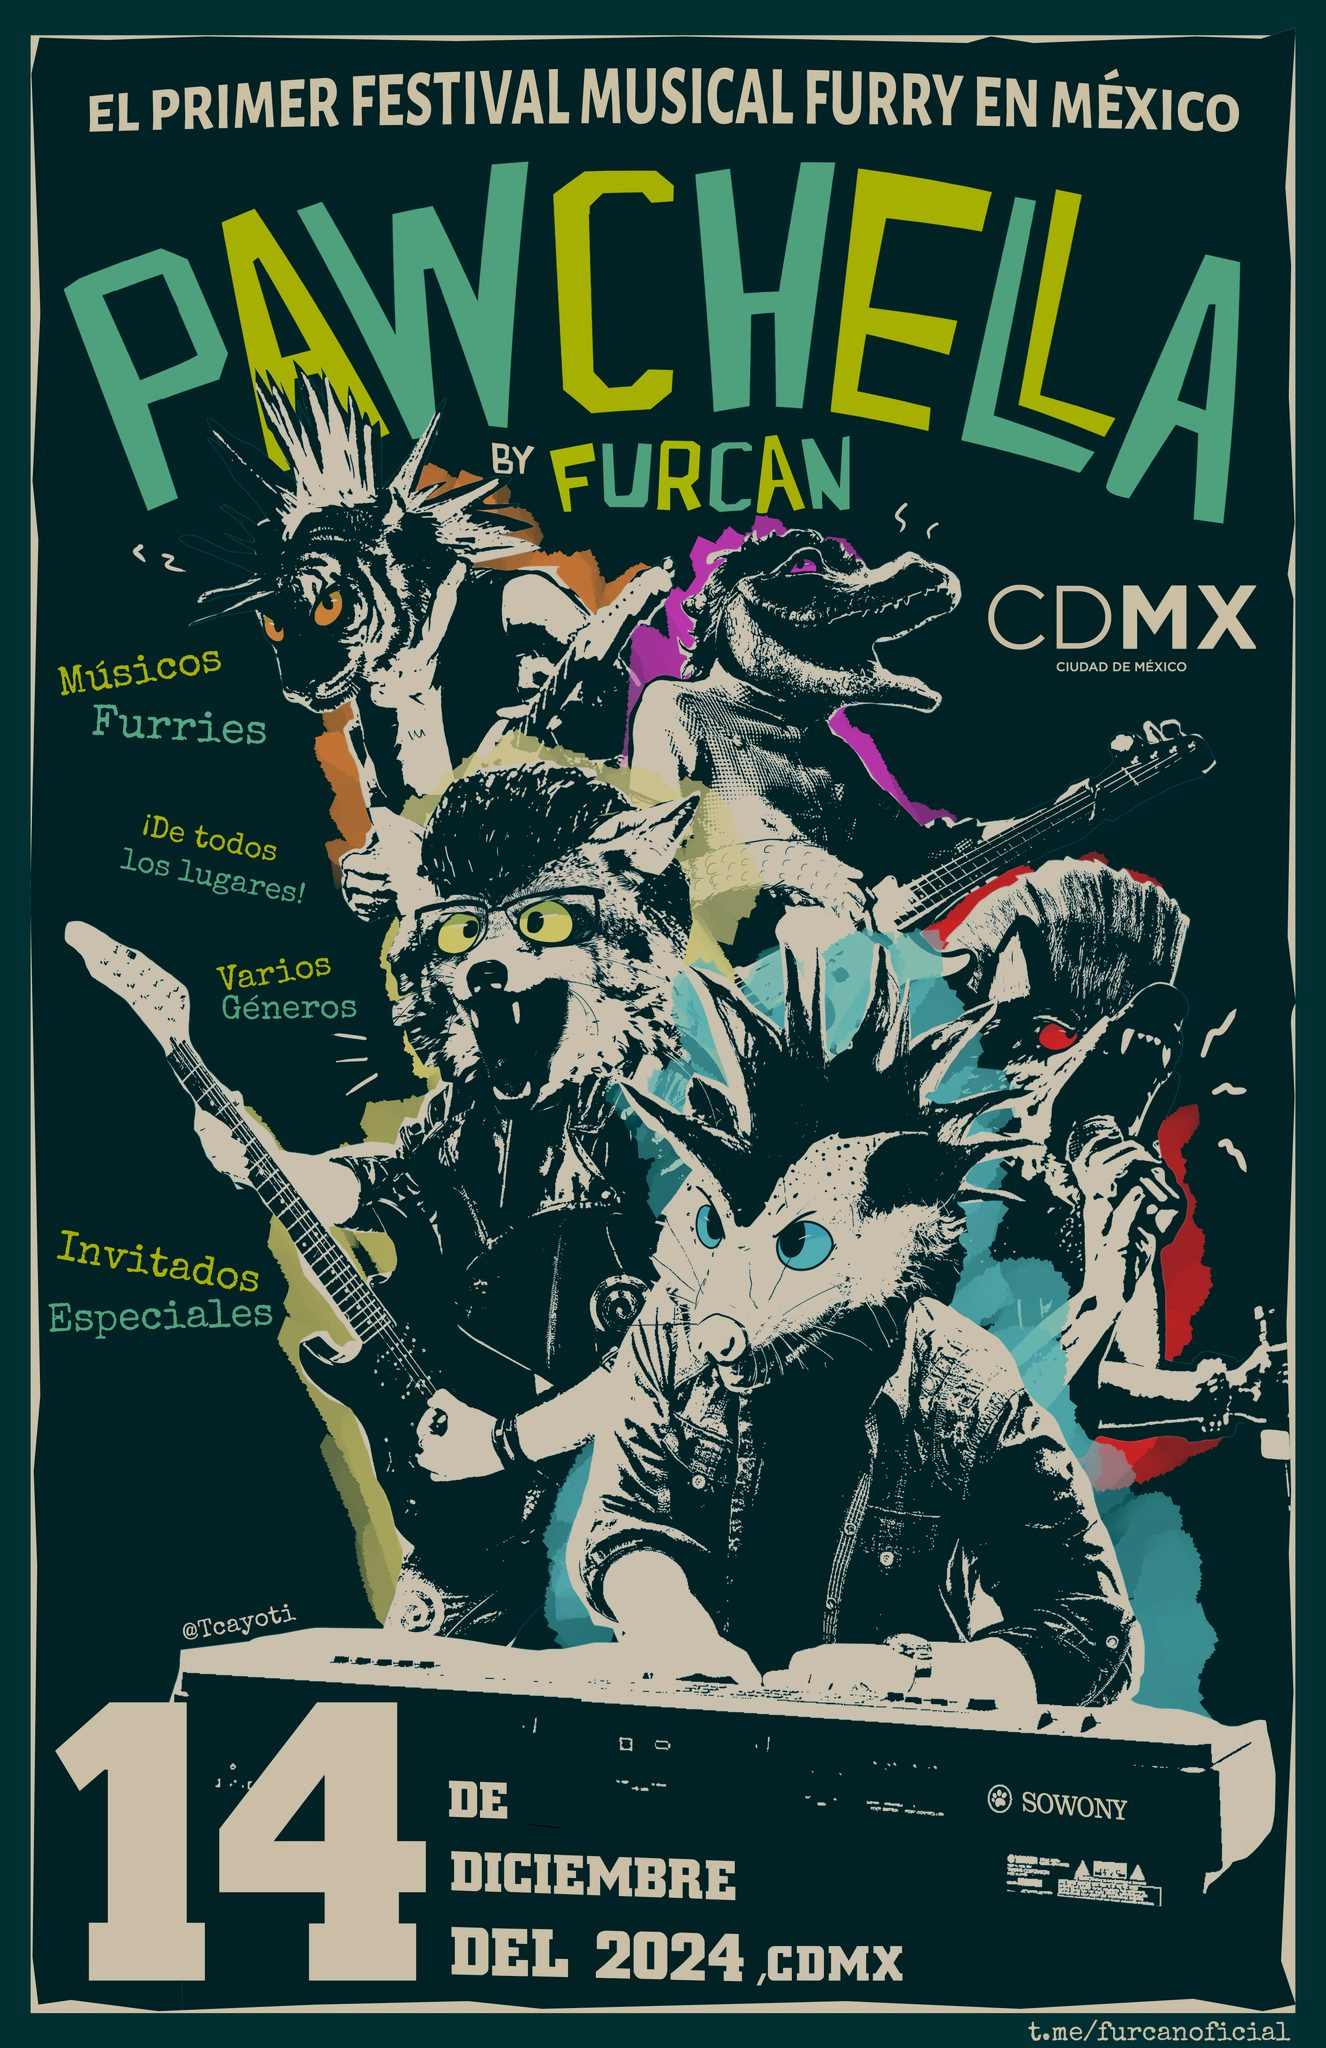 EL PRIMER FESTIVAL MUSICAL FURRY EN MÉXICO
PAWCHELLA
BY FURCAN
CDMX
CIUDAD DE MÉXICO
Músicos
Furries
¡De todos
los lugares!
Varios
Géneros
Invitados
Especiales
@Tcayoti
14
DE
DICIEMBRE
DEL 2024 ,CDMX
SOWONY
t.me/furcanoficial